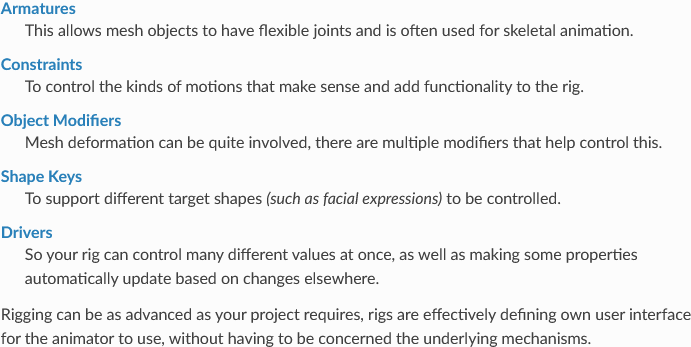 Armatures
This allows mesh objects to have flexible joints and is often used for skeletal animation.
Constraints
To control the kinds of motions that make sense and add functionality to the rig.
Object Modifiers
Mesh deformation can be quite involved, there are multiple modifiers that help control this.
Shape Keys
To support different target shapes (such as facial expressions) to be controlled.
Drivers
So your rig can control many different values at once, as well as making some properties
automatically update based on changes elsewhere.
Rigging can be as advanced as your project requires, rigs are effectively defining own user interface
for the animator to use, without having to be concerned the underlying mechanisms.